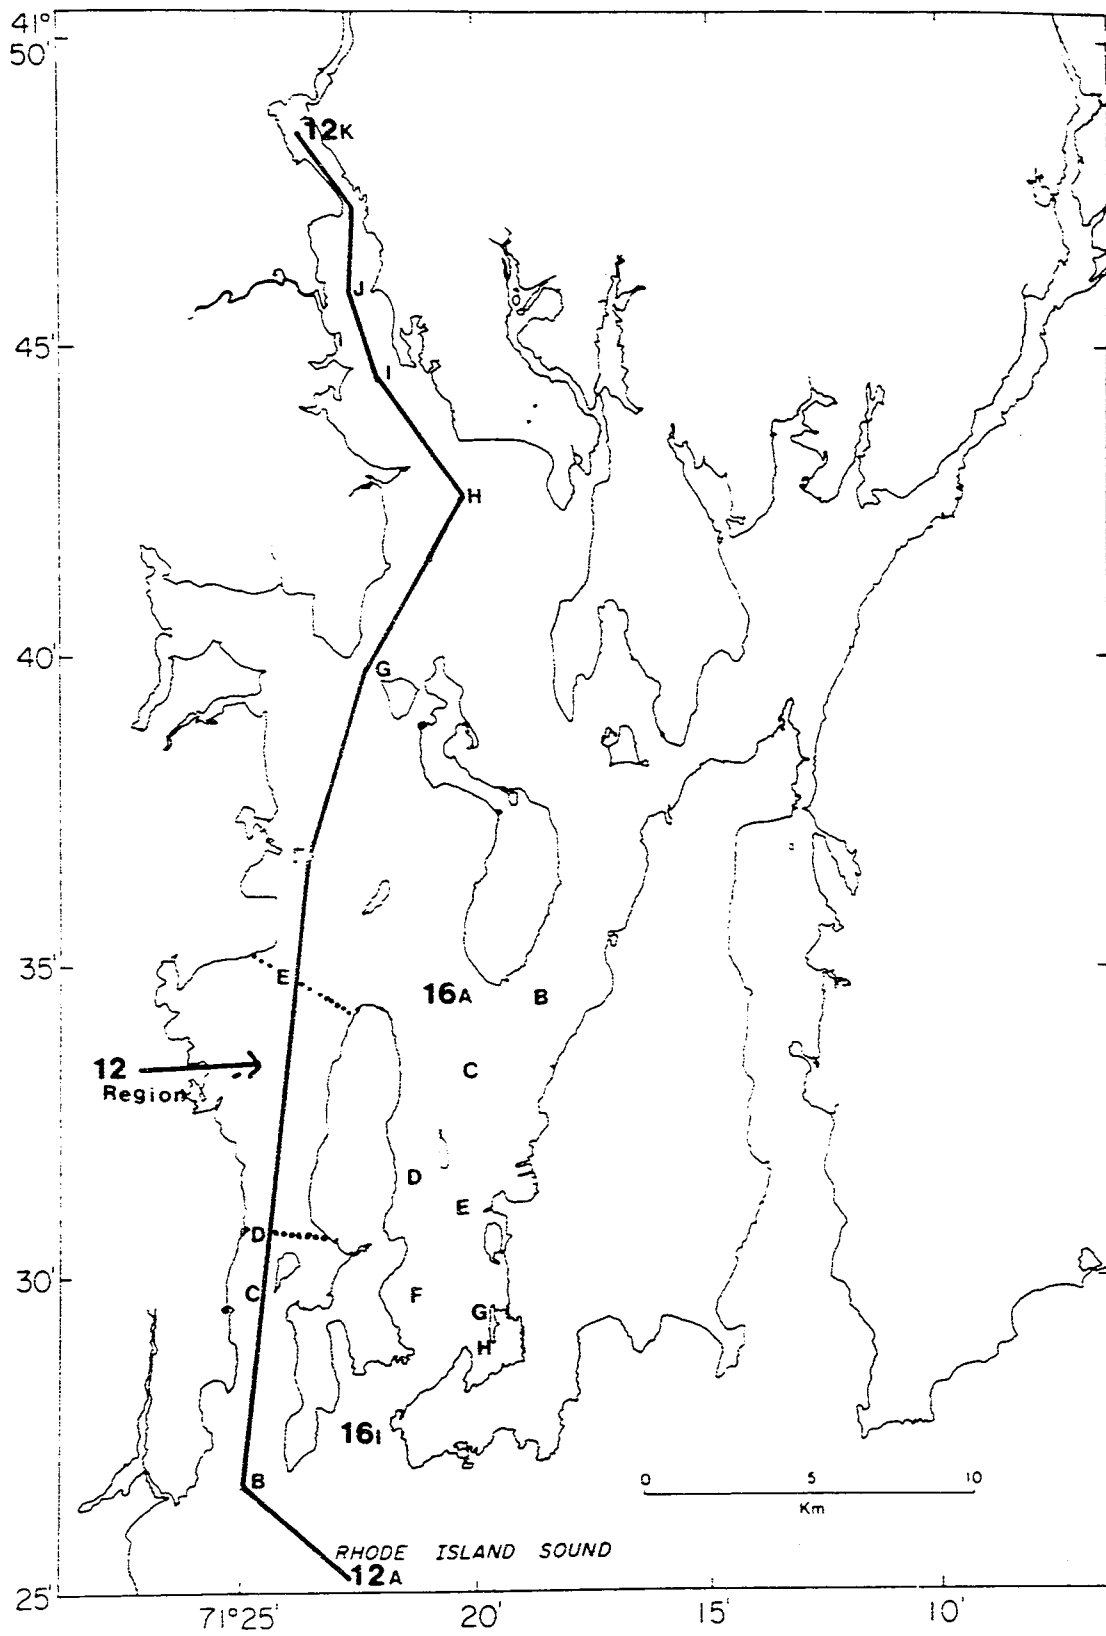 41°
50'
12K
J
45'
I
H
40'
G
F
35'
E
16A
B
12
Region
C
D
E
D
30'
C
F
G
H
16I
B
0 5 10
Km
RHODE ISLAND SOUND
12A
25'
71°25' 20' 15' 10'